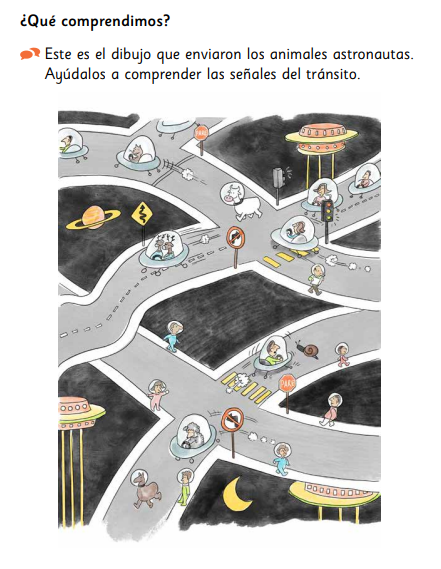 ¿Qué comprendimos?
Este es el dibujo que enviaron los animales astronautas.
Ayúdalos a comprender las señales del tránsito.
PARE
PARE